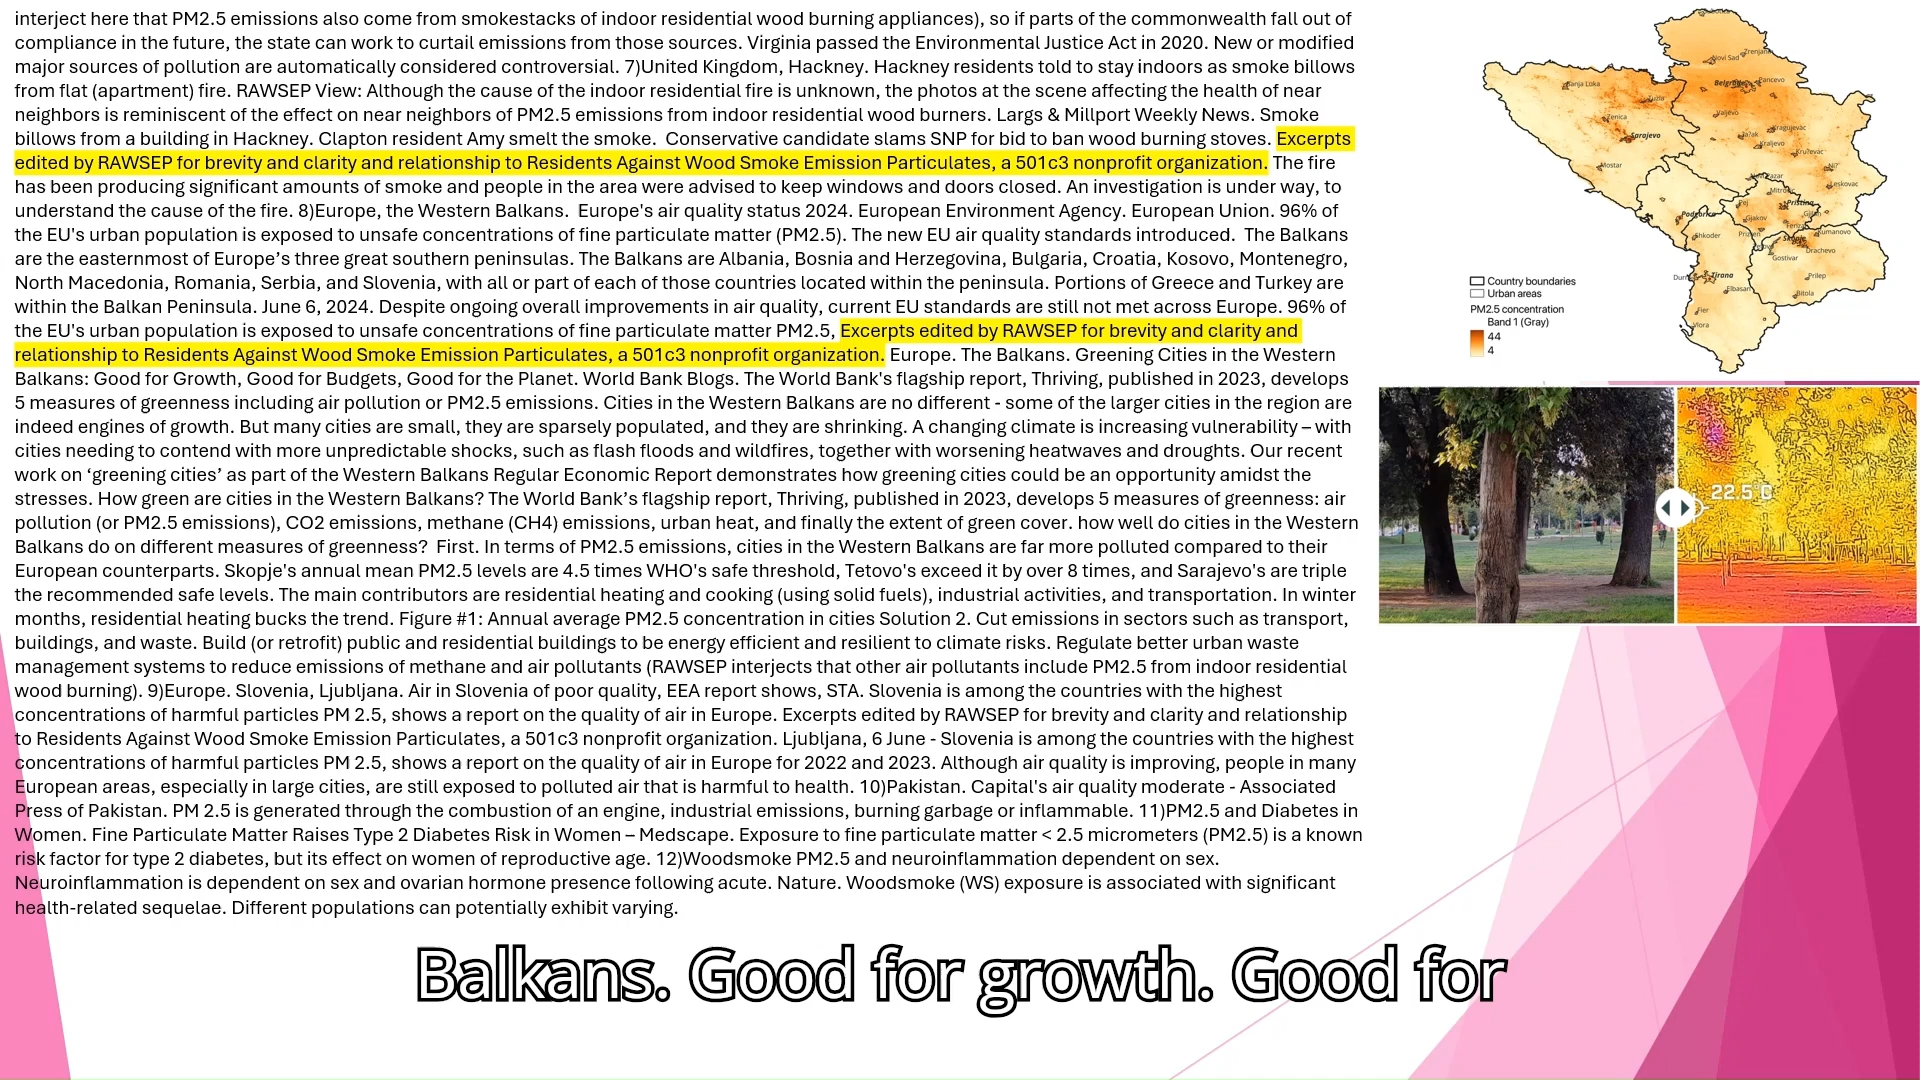 interject here that PM2.5 emissions also come from smokestacks of indoor residential wood burning appliances), so if parts of the commonwealth fall out of
compliance in the future, the state can work to curtail emissions from those sources. Virginia passed the Environmental Justice Act in 2020. New or modified
major sources of pollution are automatically considered controversial. 7)United Kingdom, Hackney. Hackney residents told to stay indoors as smoke billows
from flat (apartment) fire. RAWSEP View: Although the cause of the indoor residential fire is unknown, the photos at the scene affecting the health of near
neighbors is reminiscent of the effect on near neighbors of PM2.5 emissions from indoor residential wood burners. Largs & Millport Weekly News. Smoke
billows from a building in Hackney. Clapton resident Amy smelt the smoke.  Conservative candidate slams SNP for bid to ban wood burning stoves. Excerpts
edited by RAWSEP for brevity and clarity and relationship to Residents Against Wood Smoke Emission Particulates, a 501c3 nonprofit organization. The fire
has been producing significant amounts of smoke and people in the area were advised to keep windows and doors closed. An investigation is under way, to
understand the cause of the fire. 8)Europe, the Western Balkans.  Europe's air quality status 2024. European Environment Agency. European Union. 96% of
the EU's urban population is exposed to unsafe concentrations of fine particulate matter (PM2.5). The new EU air quality standards introduced.  The Balkans
are the easternmost of Europe’s three great southern peninsulas. The Balkans are Albania, Bosnia and Herzegovina, Bulgaria, Croatia, Kosovo, Montenegro,
North Macedonia, Romania, Serbia, and Slovenia, with all or part of each of those countries located within the peninsula. Portions of Greece and Turkey are
within the Balkan Peninsula. June 6, 2024. Despite ongoing overall improvements in air quality, current EU standards are still not met across Europe. 96% of
the EU's urban population is exposed to unsafe concentrations of fine particulate matter PM2.5, Excerpts edited by RAWSEP for brevity and clarity and
relationship to Residents Against Wood Smoke Emission Particulates, a 501c3 nonprofit organization. Europe. The Balkans. Greening Cities in the Western
Balkans: Good for Growth, Good for Budgets, Good for the Planet. World Bank Blogs. The World Bank's flagship report, Thriving, published in 2023, develops
5 measures of greenness including air pollution or PM2.5 emissions. Cities in the Western Balkans are no different - some of the larger cities in the region are
indeed engines of growth. But many cities are small, they are sparsely populated, and they are shrinking. A changing climate is increasing vulnerability – with
cities needing to contend with more unpredictable shocks, such as flash floods and wildfires, together with worsening heatwaves and droughts. Our recent
work on ‘greening cities’ as part of the Western Balkans Regular Economic Report demonstrates how greening cities could be an opportunity amidst the
stresses. How green are cities in the Western Balkans? The World Bank’s flagship report, Thriving, published in 2023, develops 5 measures of greenness: air
pollution (or PM2.5 emissions), CO2 emissions, methane (CH4) emissions, urban heat, and finally the extent of green cover. how well do cities in the Western
Balkans do on different measures of greenness?  First. In terms of PM2.5 emissions, cities in the Western Balkans are far more polluted compared to their
European counterparts. Skopje's annual mean PM2.5 levels are 4.5 times WHO's safe threshold, Tetovo's exceed it by over 8 times, and Sarajevo's are triple
the recommended safe levels. The main contributors are residential heating and cooking (using solid fuels), industrial activities, and transportation. In winter
months, residential heating bucks the trend. Figure #1: Annual average PM2.5 concentration in cities Solution 2. Cut emissions in sectors such as transport,
buildings, and waste. Build (or retrofit) public and residential buildings to be energy efficient and resilient to climate risks. Regulate better urban waste
management systems to reduce emissions of methane and air pollutants (RAWSEP interjects that other air pollutants include PM2.5 from indoor residential
wood burning). 9)Europe. Slovenia, Ljubljana. Air in Slovenia of poor quality, EEA report shows, STA. Slovenia is among the countries with the highest
concentrations of harmful particles PM 2.5, shows a report on the quality of air in Europe. Excerpts edited by RAWSEP for brevity and clarity and relationship
to Residents Against Wood Smoke Emission Particulates, a 501c3 nonprofit organization. Ljubljana, 6 June - Slovenia is among the countries with the highest
concentrations of harmful particles PM 2.5, shows a report on the quality of air in Europe for 2022 and 2023. Although air quality is improving, people in many
European areas, especially in large cities, are still exposed to polluted air that is harmful to health. 10)Pakistan. Capital's air quality moderate - Associated
Press of Pakistan. PM 2.5 is generated through the combustion of an engine, industrial emissions, burning garbage or inflammable. 11)PM2.5 and Diabetes in
Women. Fine Particulate Matter Raises Type 2 Diabetes Risk in Women – Medscape. Exposure to fine particulate matter < 2.5 micrometers (PM2.5) is a known
risk factor for type 2 diabetes, but its effect on women of reproductive age. 12)Woodsmoke PM2.5 and neuroinflammation dependent on sex.
Neuroinflammation is dependent on sex and ovarian hormone presence following acute. Nature. Woodsmoke (WS) exposure is associated with significant
health-related sequelae. Different populations can potentially exhibit varying.
Novi Sad
Banja Luka
Pancevo
Tuzla
Valjevo
Zenica
Sarajevo
Kragujevac
Kraljevo
Mostar
Leskovac
Podgorica
Pristina
Gjakov
Shkoder
Kumanovo
Skopje
Drachevo
Gostivar
Tirana
Prilep
Elbasan
Bitola
Fier
Vlora
Country boundaries
Urban areas
PM2.5 concentration
Band 1 (Gray)
44
4
22.5°C
Balkans. Good for growth. Good for